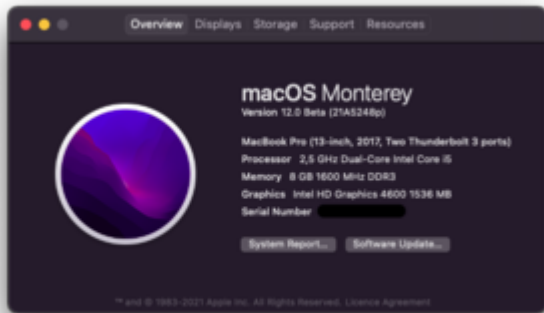 Overview Displays Storage Support Resources
macOS Monterey
Version 12.0 Beta (21A5248p)
MacBook Pro (13-inch, 2017, Two Thunderbolt 3 ports)
Processor 2,5 GHz Dual-Core Intel Core i5
Memory 8 GB 1600 MHz DDR3
Graphics Intel HD Graphics 4600 1536 MB
Serial Number
System Report... Software Update...
™ and © 1983-2021 Apple Inc. All Rights Reserved. Licence Agreement